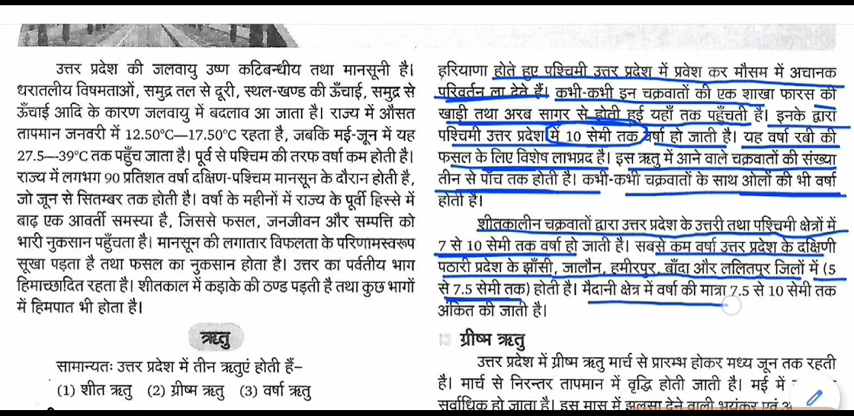 उत्तर प्रदेश की जलवायु उष्ण कटिबन्धीय तथा मानसूनी है।
धरातलीय विषमताओं, समुद्र तल से दूरी, स्थल-खण्ड की ऊँचाई, समुद्र से
ऊँचाई आदि के कारण जलवायु में बदलाव आ जाता है। राज्य में औसत
तापमान जनवरी में 12.50°C—17.50°C रहता है, जबकि मई-जून में यह
27.5—39°C तक पहुँच जाता है। पूर्व से पश्चिम की तरफ वर्षा कम होती है।
राज्य में लगभग 90 प्रतिशत वर्षा दक्षिण-पश्चिम मानसून के दौरान होती है,
जो जून से सितम्बर तक होती है। वर्षा के महीनों में राज्य के पूर्वी हिस्से में
बाढ़ एक आवर्ती समस्या है, जिससे फसल, जनजीवन और सम्पत्ति को
भारी नुकसान पहुँचता है। मानसून की लगातार विफलता के परिणामस्वरूप
सूखा पड़ता है तथा फसल का नुकसान होता है। उत्तर का पर्वतीय भाग
हिमाच्छादित रहता है। शीतकाल में कड़ाके की ठण्ड पड़ती है तथा कुछ भागों
में हिमपात भी होता है।
ऋतु
सामान्यतः उत्तर प्रदेश में तीन ऋतुएं होती हैं—
(1) शीत ऋतु (2) ग्रीष्म ऋतु (3) वर्षा ऋतु
हरियाणा होते हुए पश्चिमी उत्तर प्रदेश में प्रवेश कर मौसम में अचानक
परिवर्तन ला देते हैं। कभी-कभी इन चक्रवातों की एक शाखा फारस की
खाड़ी तथा अरब सागर से होती हुई यहाँ तक पहुँचती है। इनके द्वारा
पश्चिमी उत्तर प्रदेश में 10 सेमी तक वर्षा हो जाती है। यह वर्षा रबी की
फसल के लिए विशेष लाभप्रद है। इस ऋतु में आने वाले चक्रवातों की संख्या
तीन से पाँच तक होती है। कभी-कभी चक्रवातों के साथ ओलों की भी वर्षा
होती है।
शीतकालीन चक्रवातों द्वारा उत्तर प्रदेश के उत्तरी तथा पश्चिमी क्षेत्रों में
7 से 10 सेमी तक वर्षा हो जाती है। सबसे कम वर्षा उत्तर प्रदेश के दक्षिणी
पठारी प्रदेश के झाँसी, जालौन, हमीरपुर, बाँदा और ललितपुर जिलों में (5
से 7.5 सेमी तक) होती है। मैदानी क्षेत्र में वर्षा की मात्रा 7.5 से 10 सेमी तक
अंकित की जाती है।
ग्रीष्म ऋतु
उत्तर प्रदेश में ग्रीष्म ऋतु मार्च से प्रारम्भ होकर मध्य जून तक रहती
है। मार्च से निरन्तर तापमान में वृद्धि होती जाती है। मई में
सर्वाधिक हो जाता है। इस मास में झुलसा देने वाली भयंकर एवं